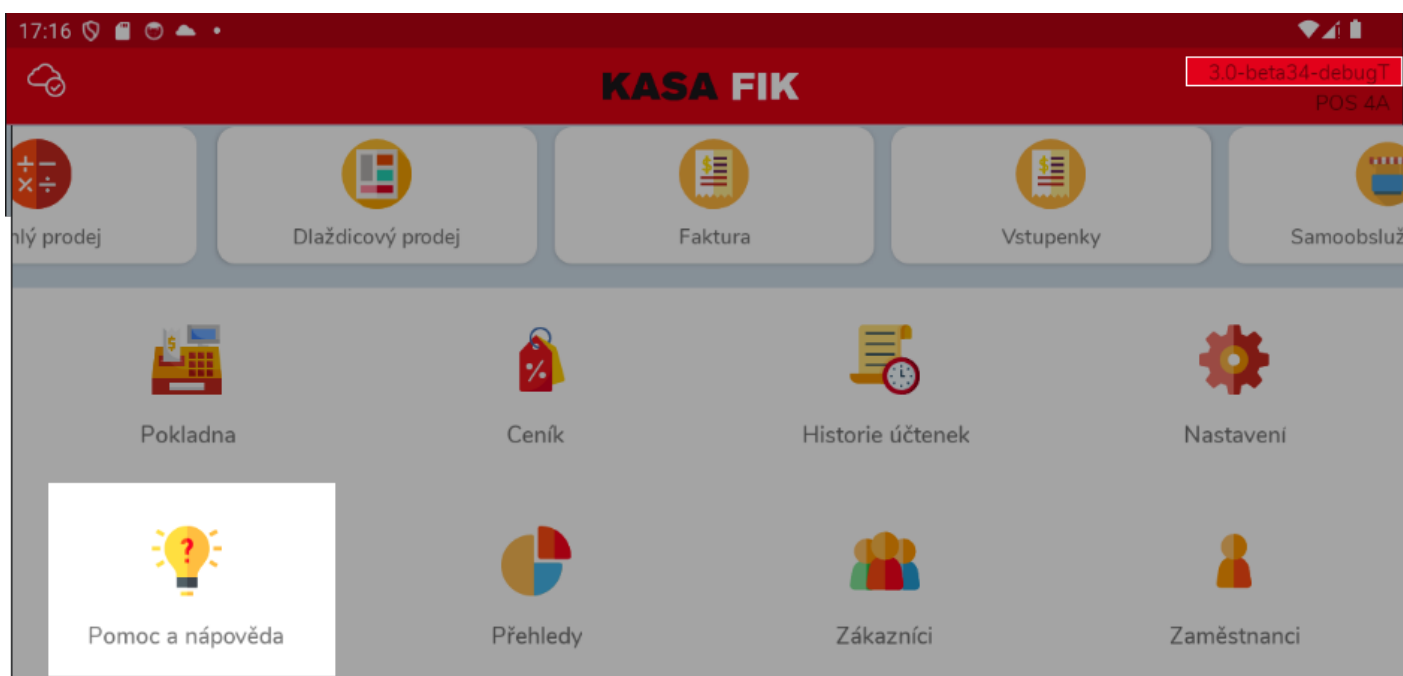 17:16
KASA FIK
3.0-beta34-debugT
POS 4A
hlý prodej
Dlaždicový prodej
Faktura
Vstupenky
Samoobsluž
Pokladna
Ceník
Historie účtenek
Nastavení
Pomoc a nápověda
Přehledy
Zákazníci
Zaměstnanci